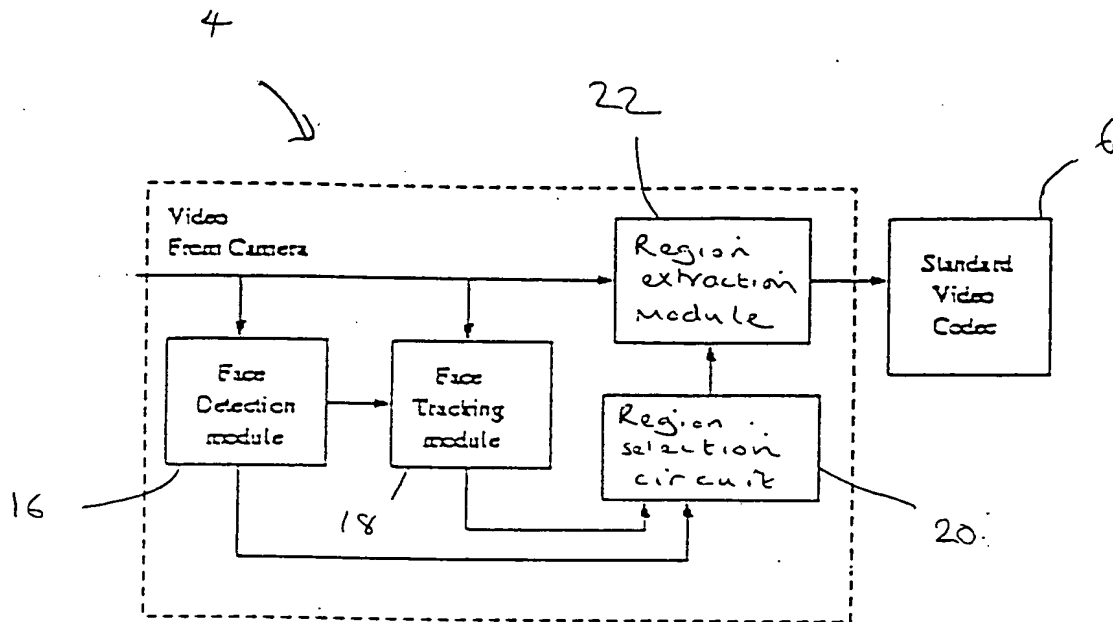 4
22
6
Video
From Camera
Region
extraction
module
Standard
Video
Codec
Face
Detection
module
Face
Tracking
module
Region
selection
circuit
16
18
20